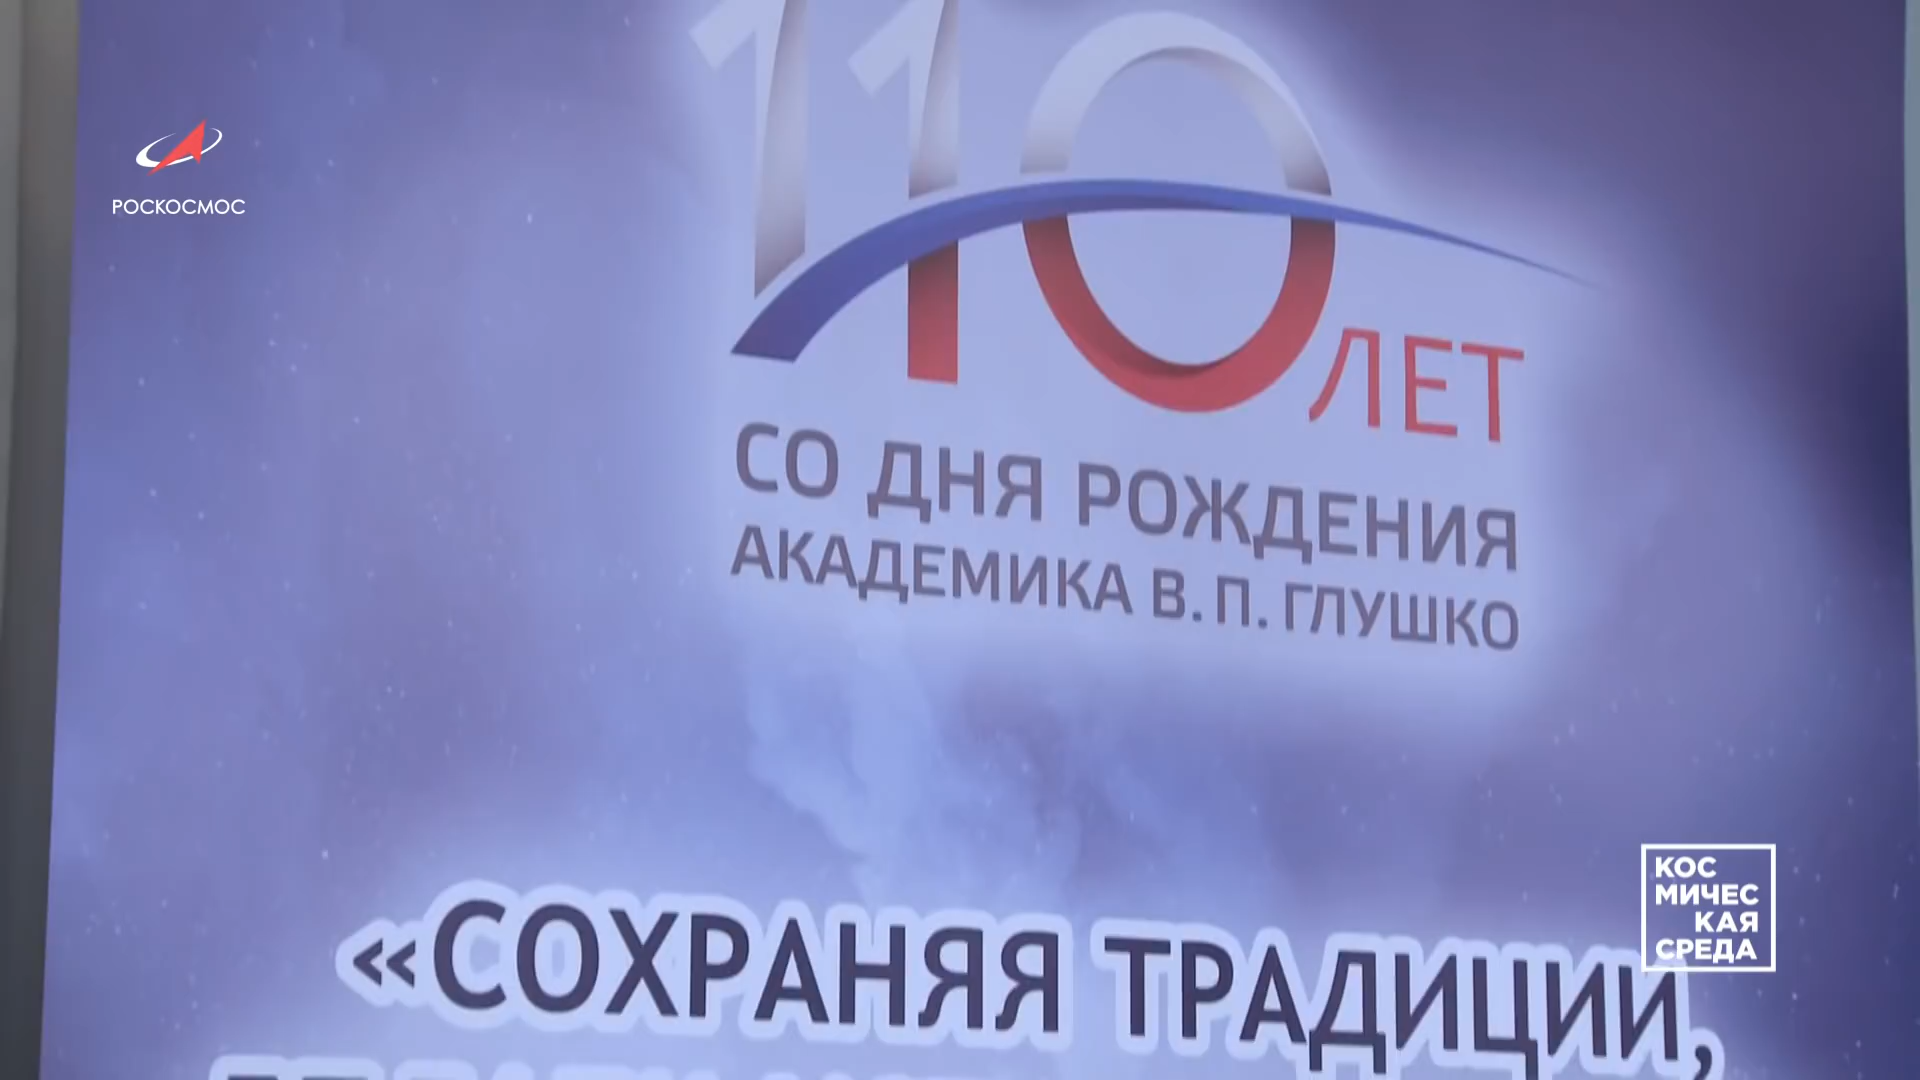 110 ЛЕТ
РОСКОСМОС
СО ДНЯ РОЖДЕНИЯ
АКАДЕМИКА В. П. ГЛУШКО
КОС
МИЧЕС
КАЯ
СРЕДА
«СОХРАНЯЯ ТРАДИЦИИ,